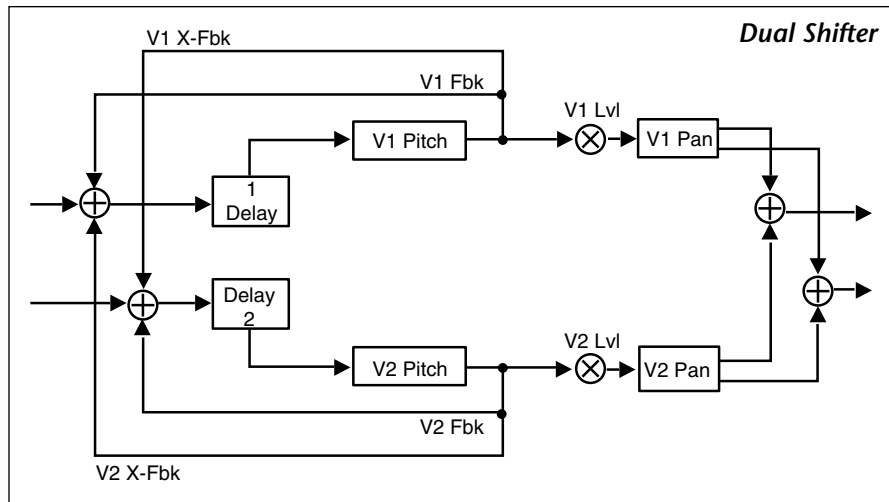 Dual Shifter
V1 X-Fbk
V1 Fbk
V1 Lvl
V1 Pitch
V1 Pan
1
Delay
Delay
2
V2 Lvl
V2 Pitch
V2 Pan
V2 Fbk
V2 X-Fbk